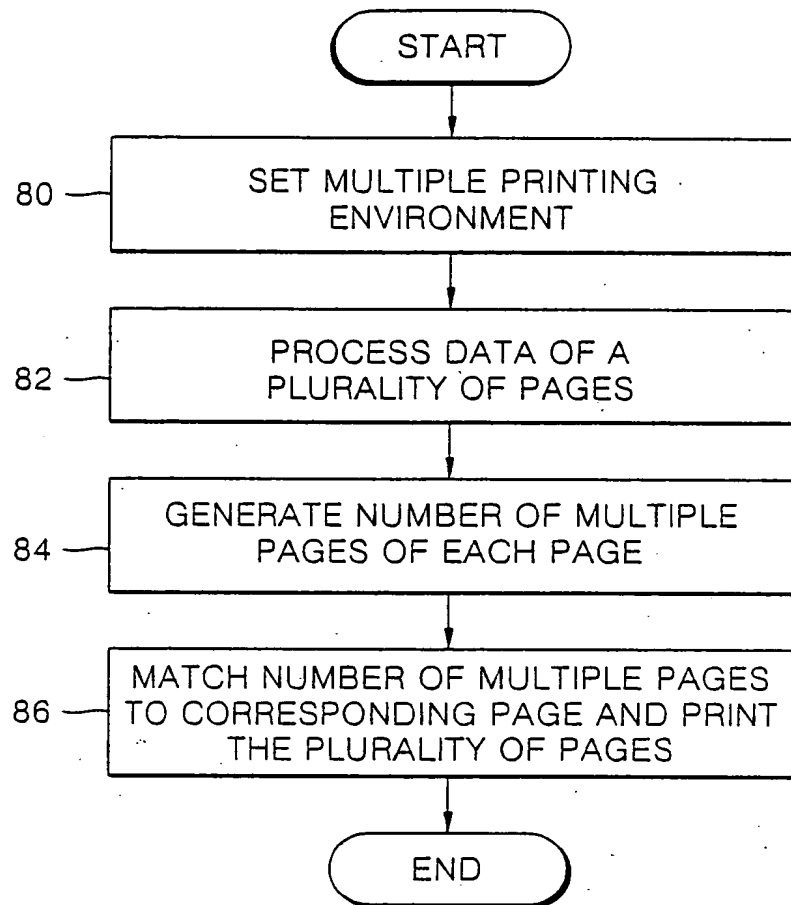 START
80
SET MULTIPLE PRINTING
ENVIRONMENT
82
PROCESS DATA OF A
PLURALITY OF PAGES
84
GENERATE NUMBER OF MULTIPLE
PAGES OF EACH PAGE
86
MATCH NUMBER OF MULTIPLE PAGES
TO CORRESPONDING PAGE AND PRINT
THE PLURALITY OF PAGES
END